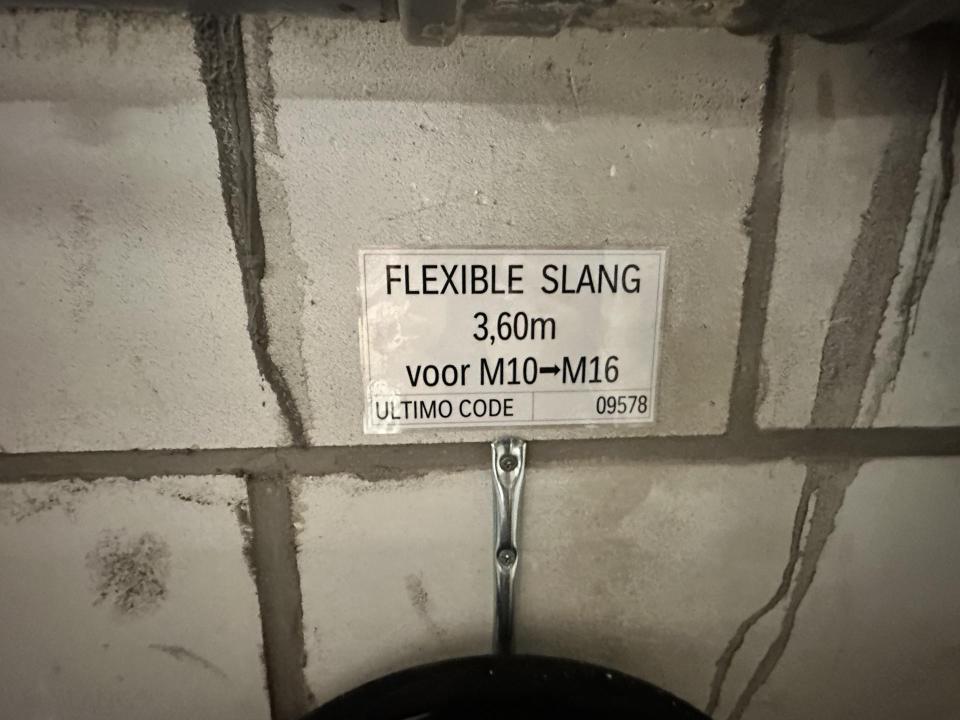 FLEXIBLE SLANG
3,60m
voor M10➞M16
ULTIMO CODE 09578